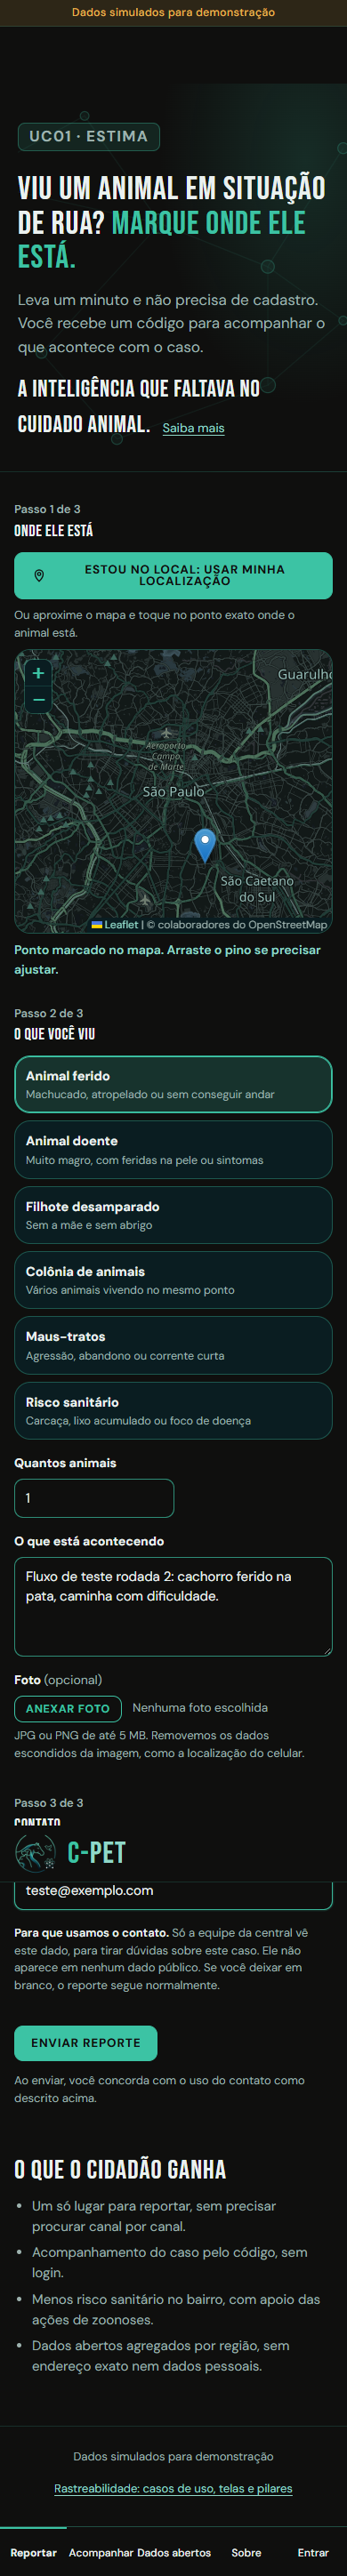 Dados simulados para demonstração
UC01 · ESTIMA
VIU UM ANIMAL EM SITUAÇÃO
DE RUA? MARQUE ONDE ELE
ESTÁ.
Leva um minuto e não precisa de cadastro.
Você recebe um código para acompanhar o
que acontece com o caso.
A INTELIGÊNCIA QUE FALTAVA NO
CUIDADO ANIMAL. Saiba mais
Passo 1 de 3
ONDE ELE ESTÁ
ESTOU NO LOCAL: USAR MINHA
LOCALIZAÇÃO
Ou aproxime o mapa e toque no ponto exato onde o
animal está.
+
−
Guarulho
Aeroporto
Campo
de Marte
São Paulo
São Caetano
do Sul
Leaflet | © colaboradores do OpenStreetMap
Ponto marcado no mapa. Arraste o pino se precisar
ajustar.
Passo 2 de 3
O QUE VOCÊ VIU
Animal ferido
Machucado, atropelado ou sem conseguir andar
Animal doente
Muito magro, com feridas na pele ou sintomas
Filhote desamparado
Sem a mãe e sem abrigo
Colônia de animais
Vários animais vivendo no mesmo ponto
Maus-tratos
Agressão, abandono ou corrente curta
Risco sanitário
Carcaça, lixo acumulado ou foco de doença
Quantos animais
1
O que está acontecendo
Fluxo de teste rodada 2: cachorro ferido na
pata, caminha com dificuldade.
Foto (opcional)
ANEXAR FOTO Nenhuma foto escolhida
JPG ou PNG de até 5 MB. Removemos os dados
escondidos da imagem, como a localização do celular.
Passo 3 de 3
CONTATO
C-PET
teste@exemplo.com
Para que usamos o contato. Só a equipe da central vê
este dado, para tirar dúvidas sobre este caso. Ele não
aparece em nenhum dado público. Se você deixar em
branco, o reporte segue normalmente.
ENVIAR REPORTE
Ao enviar, você concorda com o uso do contato como
descrito acima.
O QUE O CIDADÃO GANHA
• Um só lugar para reportar, sem precisar
procurar canal por canal.
• Acompanhamento do caso pelo código, sem
login.
• Menos risco sanitário no bairro, com apoio das
ações de zoonoses.
• Dados abertos agregados por região, sem
endereço exato nem dados pessoais.
Dados simulados para demonstração
Rastreabilidade: casos de uso, telas e pilares
Reportar Acompanhar Dados abertos Sobre Entrar